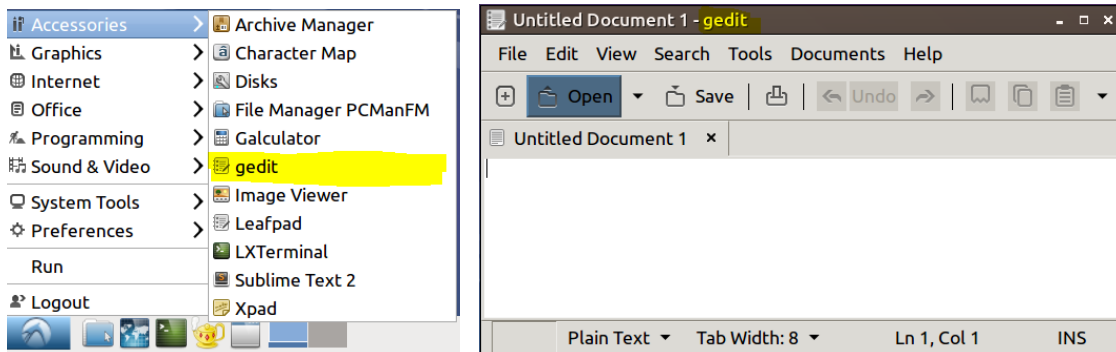 Accessories
Graphics
Internet
Office
Programming
Sound & Video
System Tools
Preferences
Run
Logout
Archive Manager
Character Map
Disks
File Manager PCManFM
Galculator
gedit
Image Viewer
Leafpad
LXTerminal
Sublime Text 2
Xpad
Untitled Document 1 - gedit
File Edit View Search Tools Documents Help
Open Save Undo
Untitled Document 1
Plain Text Tab Width: 8 Ln 1, Col 1 INS